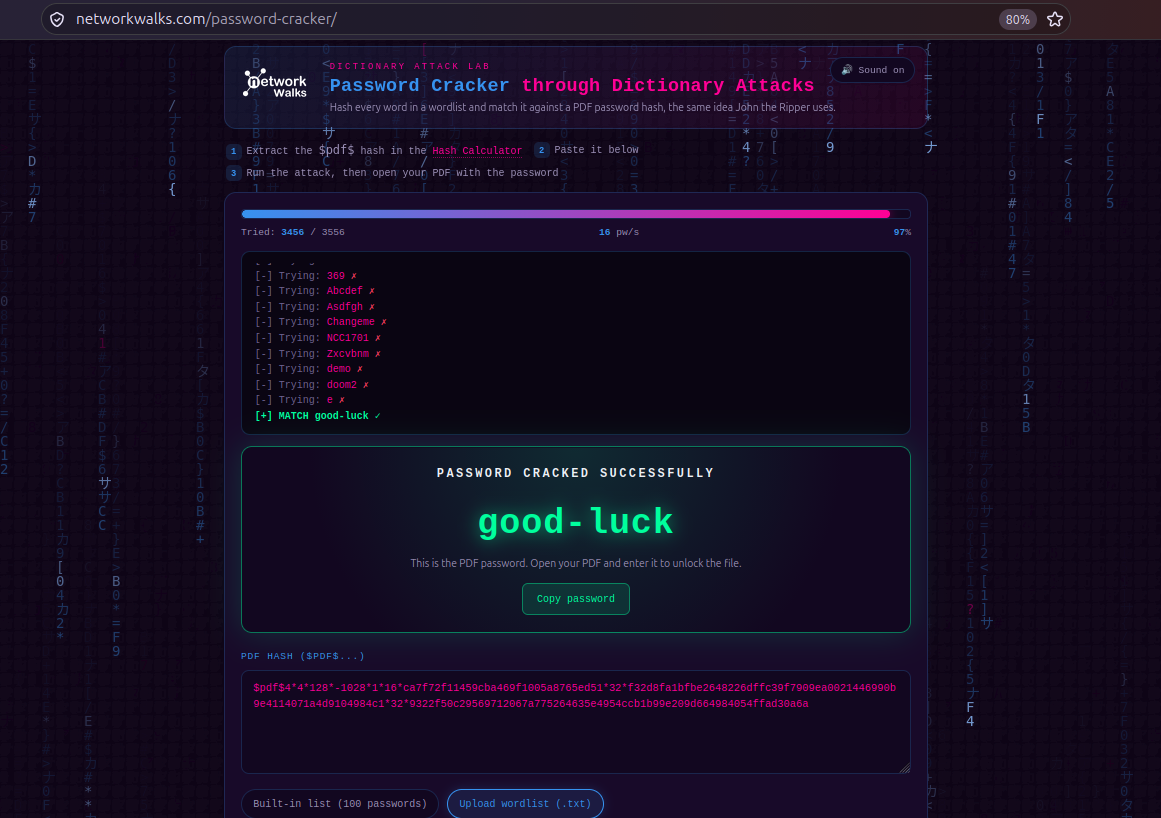 networkwalks.com/password-cracker/
80%
network
Walks
DICTIONARY ATTACK LAB
Password Cracker through Dictionary Attacks
Hash every word in a wordlist and match it against a PDF password hash, the same idea John the Ripper uses.
🔊 Sound on
1 Extract the $pdf$ hash in the Hash Calculator 2 Paste it below
3 Run the attack, then open your PDF with the password
Tried: 3456 / 3556
16 pw/s
97%
[-] Trying: 369 ✗
[-] Trying: Abcdef ✗
[-] Trying: Asdfgh ✗
[-] Trying: Changeme ✗
[-] Trying: NCC1701 ✗
[-] Trying: Zxcvbnm ✗
[-] Trying: demo ✗
[-] Trying: doom2 ✗
[-] Trying: e ✗
[+] MATCH good-luck ✓
PASSWORD CRACKED SUCCESSFULLY
good-luck
This is the PDF password. Open your PDF and enter it to unlock the file.
Copy password
PDF HASH ($PDF$...)
$pdf$4*4*128*-1028*1*16*ca7f72f11459cba469f1005a8765ed51*32*f32d8fa1bfbe2648226dffc39f7909ea0021446990b
9e4114071a4d9104984c1*32*9322f50c29569712067a775264635e4954ccb1b99e209d664984054ffad30a6a
Built-in list (100 passwords)
Upload wordlist (.txt)